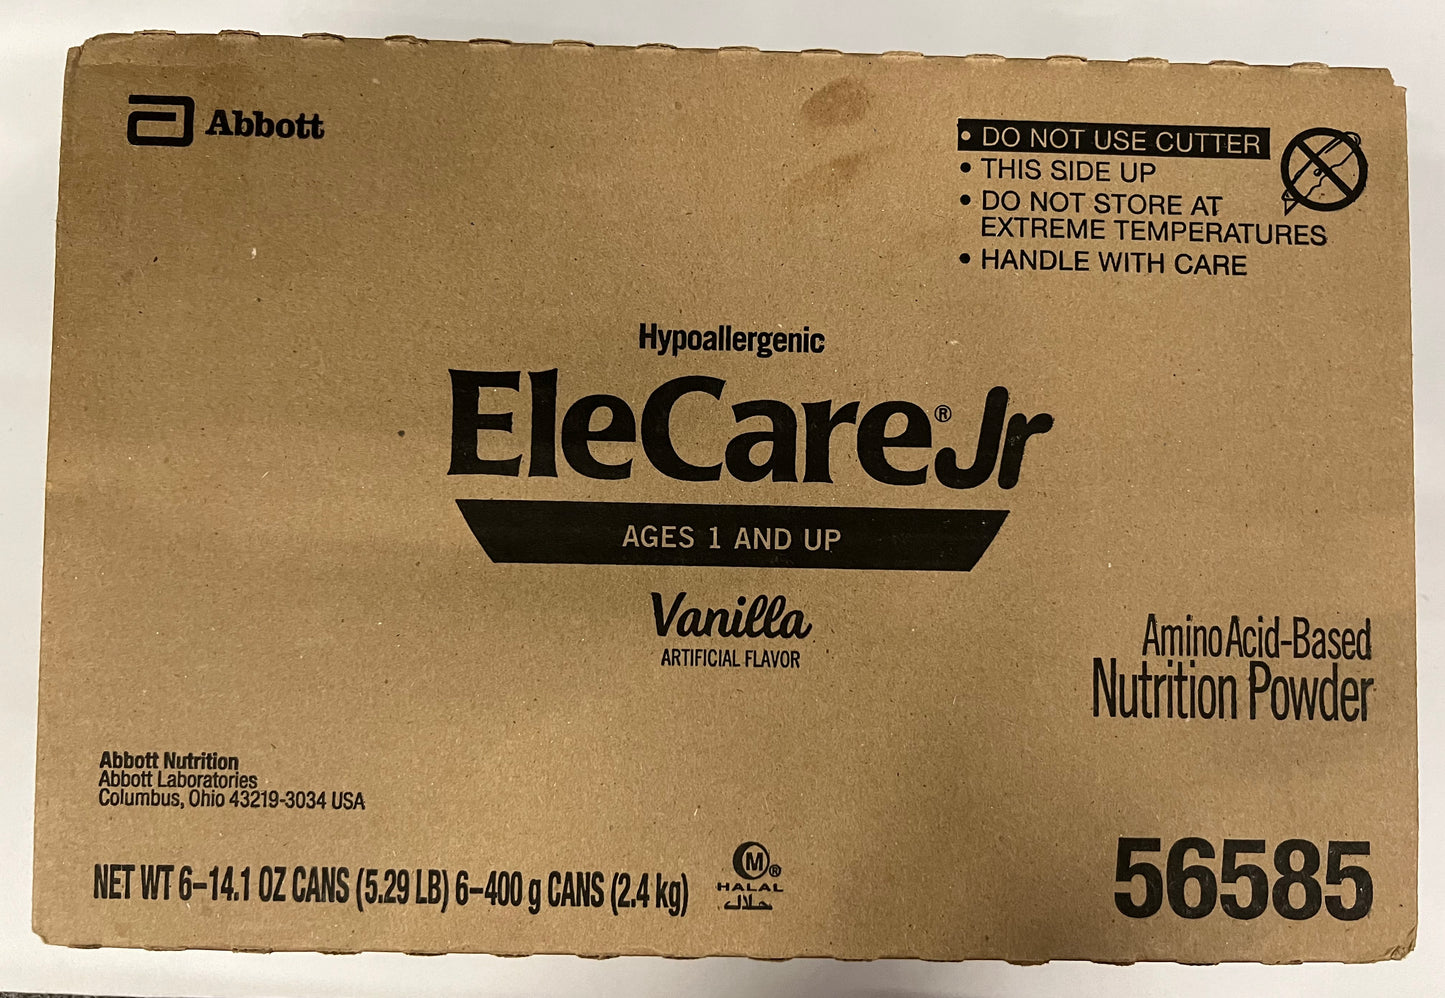 Abbott
• DO NOT USE CUTTER
• THIS SIDE UP
• DO NOT STORE AT
EXTREME TEMPERATURES
• HANDLE WITH CARE
Hypoallergenic
EleCare® Jr
AGES 1 AND UP
Vanilla
ARTIFICIAL FLAVOR
Amino Acid-Based
Nutrition Powder
Abbott Nutrition
Abbott Laboratories
Columbus, Ohio 43219-3034 USA
NET WT 6–14.1 OZ CANS (5.29 LB) 6–400 g CANS (2.4 kg)
M®
HALAL
حلال
56585